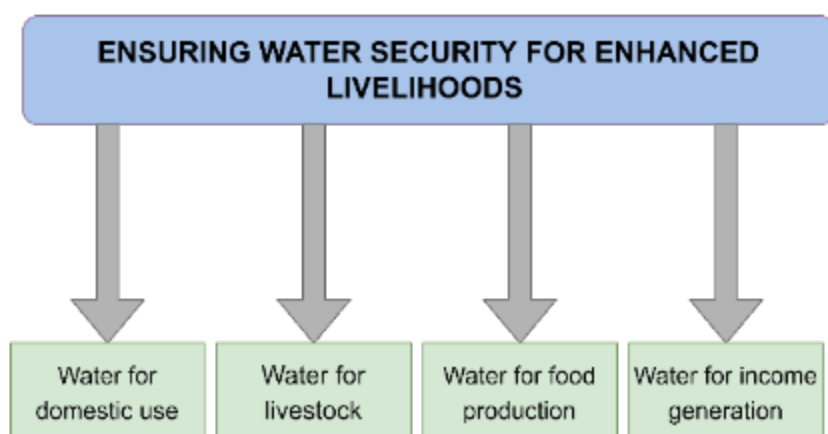 ENSURING WATER SECURITY FOR ENHANCED
LIVELIHOODS
Water for
domestic use
Water for
livestock
Water for food
production
Water for income
generation